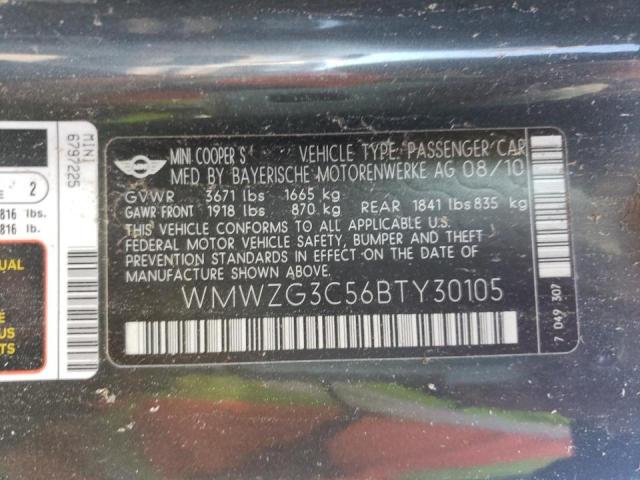 MINI COOPER S VEHICLE TYPE: PASSENGER CAR
MFD BY BAYERISCHE MOTORENWERKE AG 08/10
GVWR 3671 lbs 1665 kg
GAWR FRONT 1918 lbs 870 kg REAR 1841 lbs 835 kg
THIS VEHICLE CONFORMS TO ALL APPLICABLE U.S.
FEDERAL MOTOR VEHICLE SAFETY, BUMPER AND THEFT
PREVENTION STANDARDS IN EFFECT ON THE DATE OF
MANUFACTURE SHOWN ABOVE.
WMWZG3C56BTY30105
7 049 307
MINI
6797225
E 2
816 lbs.
816 lb.
UAL
US
TS